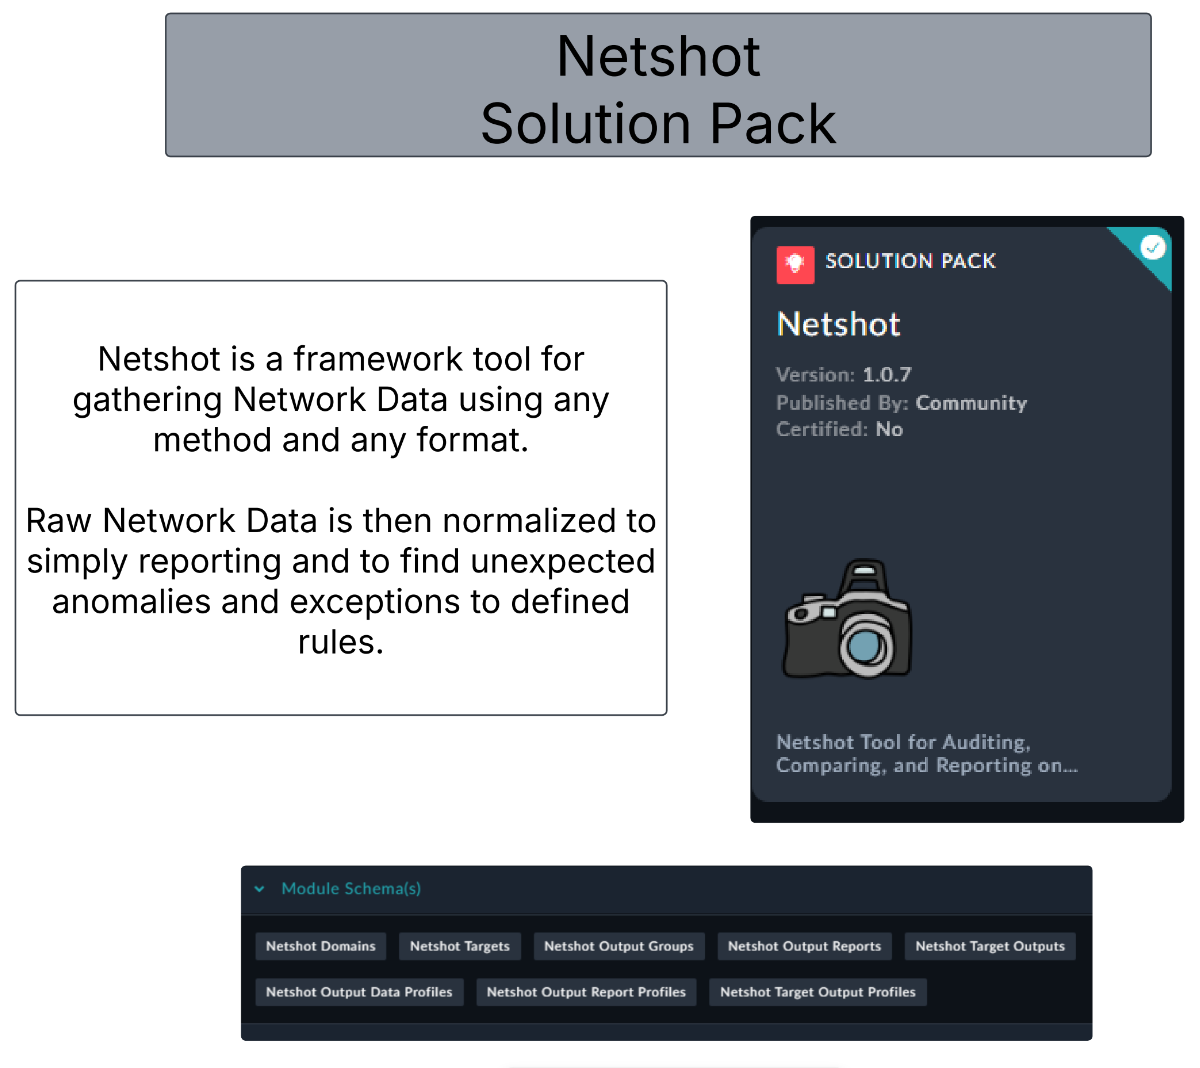 Netshot
Solution Pack
Netshot is a framework tool for
gathering Network Data using any
method and any format.
Raw Network Data is then normalized to
simply reporting and to find unexpected
anomalies and exceptions to defined
rules.
SOLUTION PACK
Netshot
Version: 1.0.7
Published By: Community
Certified: No
Netshot Tool for Auditing,
Comparing, and Reporting on...
Module Schema(s)
Netshot Domains Netshot Targets Netshot Output Groups Netshot Output Reports Netshot Target Outputs
Netshot Output Data Profiles Netshot Output Report Profiles Netshot Target Output Profiles